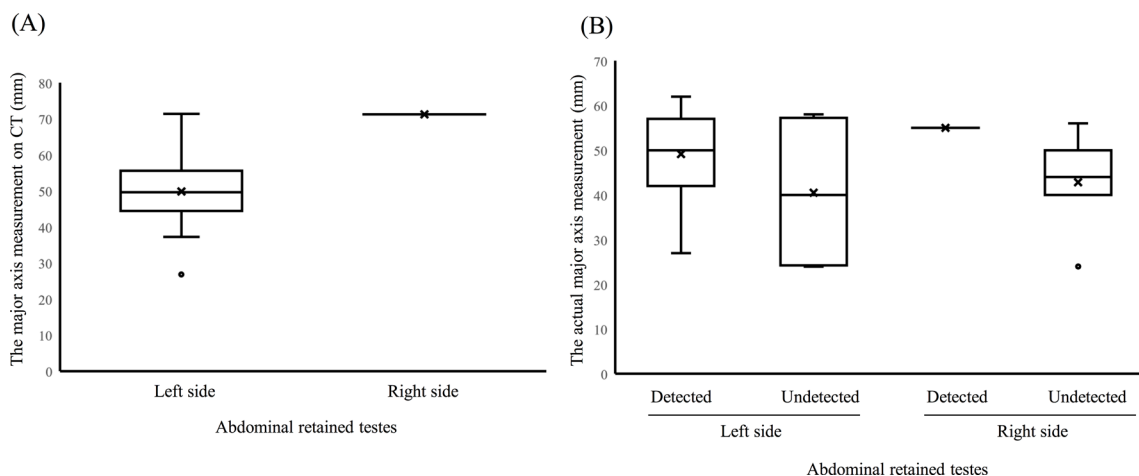 (A)
The major axis measurement on CT (mm)
80
70
60
50
40
30
20
10
0
Left side
Right side
Abdominal retained testes
(B)
The actual major axis measurement (mm)
70
60
50
40
30
20
10
0
Detected
Undetected
Detected
Undetected
Left side
Right side
Abdominal retained testes